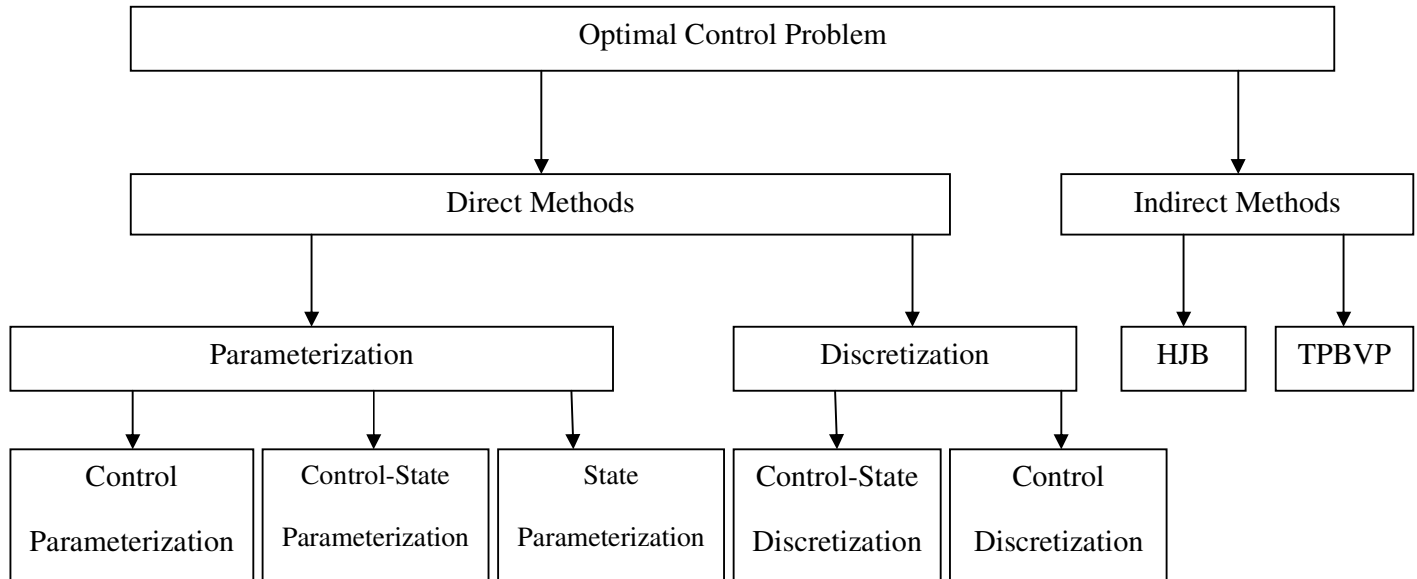 Optimal Control Problem
Direct Methods
Indirect Methods
Parameterization
Discretization
HJB
TPBVP
Control
Parameterization
Control-State
Parameterization
State
Parameterization
Control-State
Discretization
Control
Discretization